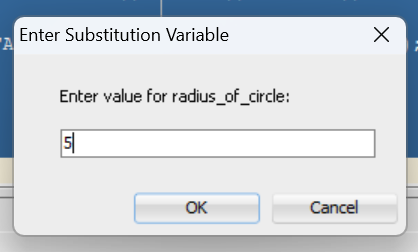 Enter Substitution Variable
Enter value for radius_of_circle:
5
OK
Cancel